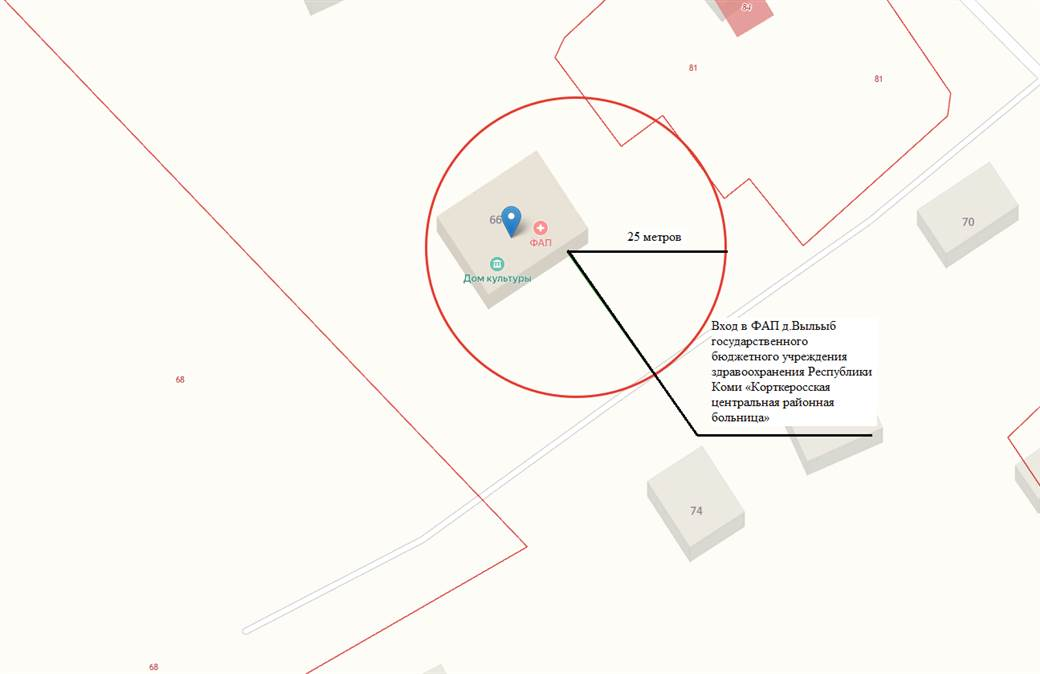 84
81
81
66
ФАП
Дом культуры
25 метров
70
Вход в ФАП д.Выльыб
государственного
бюджетного учреждения
здравоохранения Республики
Коми «Корткеросская
центральная районная
больница»
68
74
68